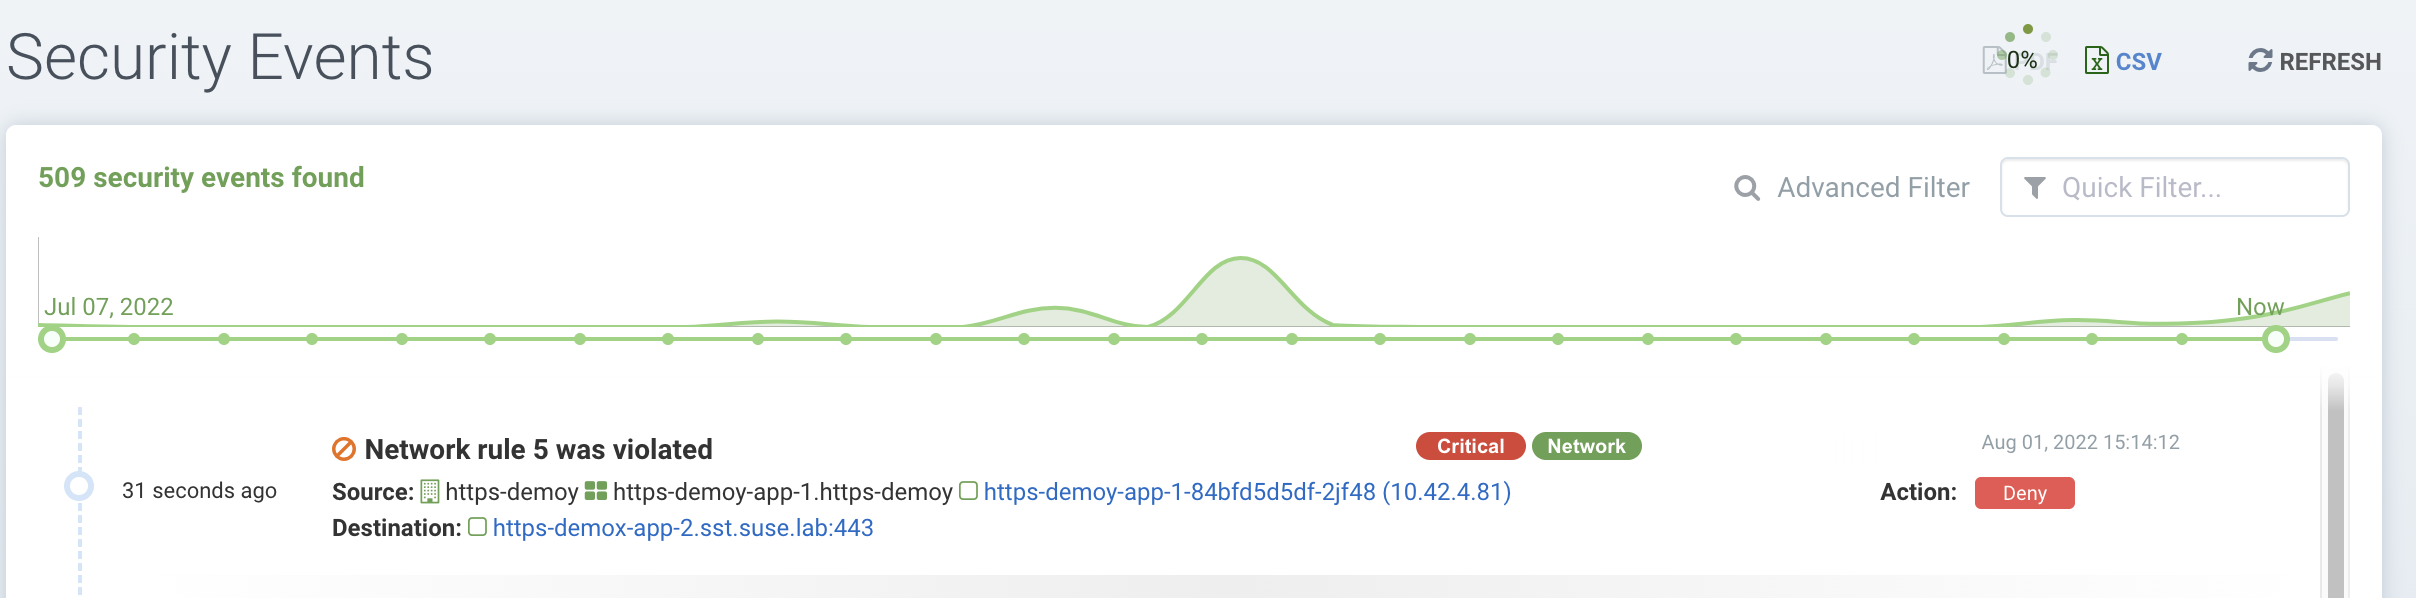 Security Events
0%
CSV
REFRESH
509 security events found
Advanced Filter
Quick Filter...
Jul 07, 2022
Now
Network rule 5 was violated
Critical
Network
Aug 01, 2022 15:14:12
31 seconds ago
Source: https-demoy https-demoy-app-1.https-demoy https-demoy-app-1-84bfd5d5df-2jf48 (10.42.4.81)
Action: Deny
Destination: https-demox-app-2.sst.suse.lab:443